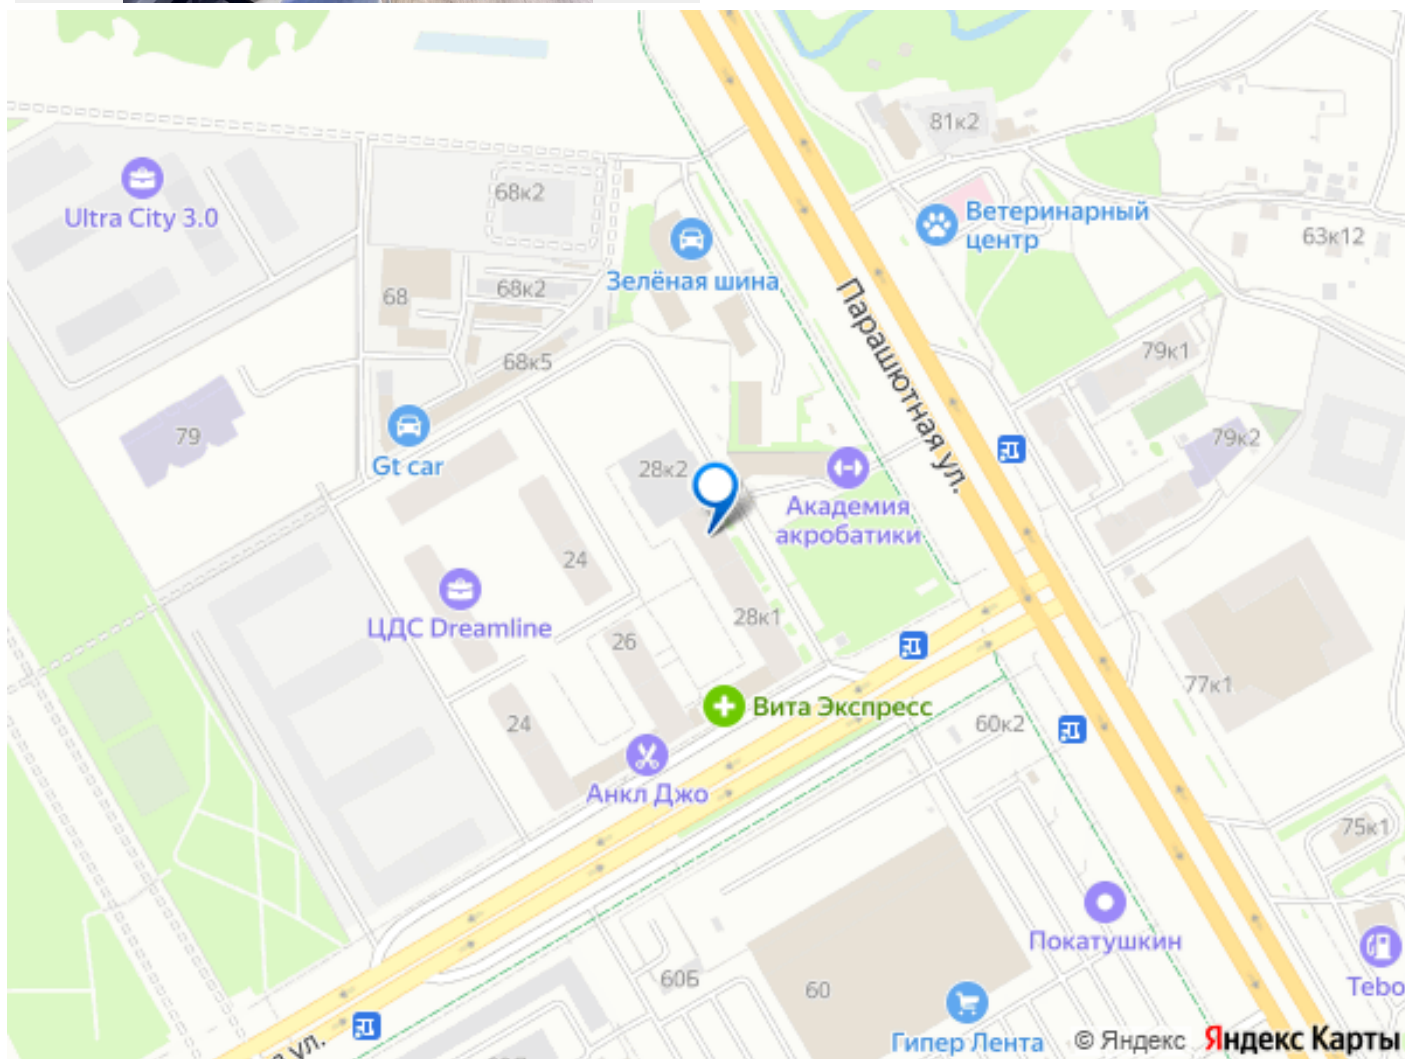 81к2
68к2
Ultra City 3.0
Ветеринарный
центр
63к12
Зелёная шина
68к2
68
Парашютная ул.
79к1
68к5
79
79к2
Gt car
28к2
Академия
акробатики
24
ЦДС Dreamline
28к1
26
77к1
Вита Экспресс
24
60к2
Анкл Джо
75к1
Покатушкин
60Б
60
Tebo
Гипер Лента
© Яндекс Яндекс Карты
ул.